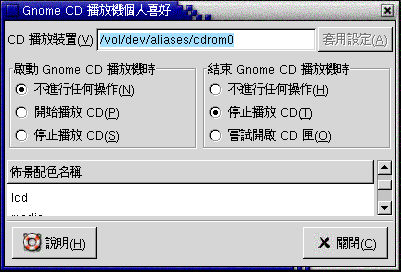 Gnome CD 播放機個人喜好
CD 播放裝置(V) /vol/dev/aliases/cdrom0 套用設定(A)
啟動 Gnome CD 播放機時
不進行任何操作(N)
開始播放 CD(P)
停止播放 CD(S)
結束 Gnome CD 播放機時
不進行任何操作(H)
停止播放 CD(T)
嘗試開啟 CD 匣(O)
佈景配色名稱
lcd
說明(H) 關閉(C)